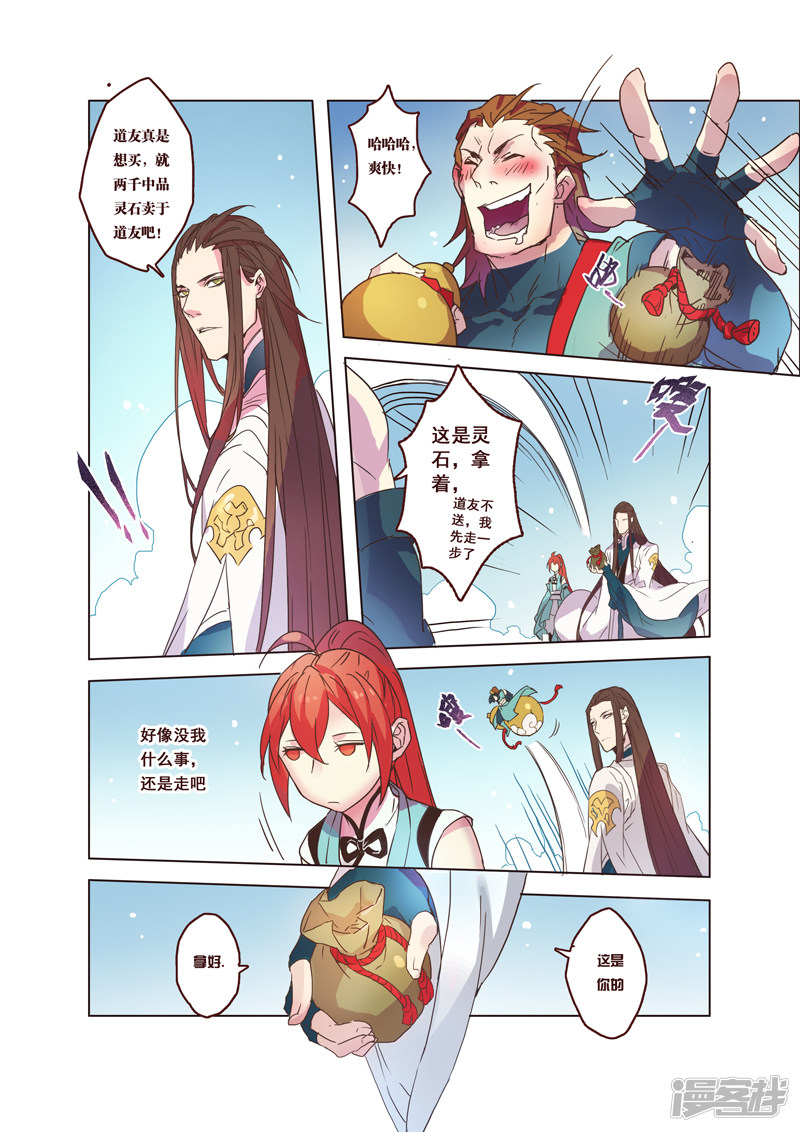 道友真是
想买，就
两千中品
灵石卖于
道友吧！
哈哈哈，
爽快！
这是灵
石，拿
着，
道友不
送，我
先走一
步了
好像没我
什么事，
还是走吧
拿好.
这是
你的
漫客栈